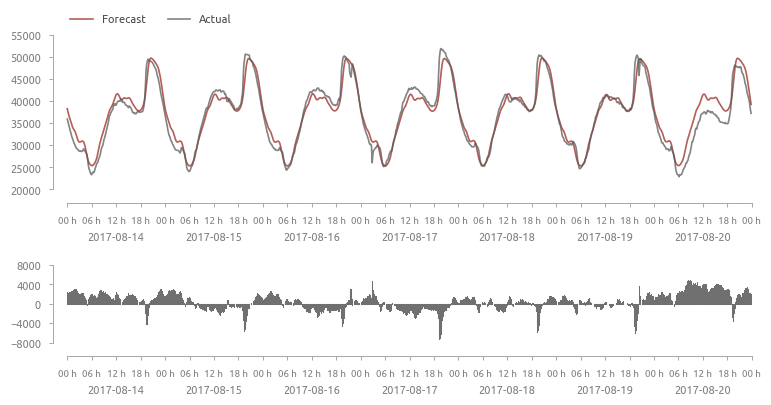 Forecast Actual
55000
50000
45000
40000
35000
30000
25000
20000
00 h 06 h 12 h 18 h 00 h 06 h 12 h 18 h 00 h 06 h 12 h 18 h 00 h 06 h 12 h 18 h 00 h 06 h 12 h 18 h 00 h 06 h 12 h 18 h 00 h 06 h 12 h 18 h 00 h
2017-08-14 2017-08-15 2017-08-16 2017-08-17 2017-08-18 2017-08-19 2017-08-20
8000
4000
0
−4000
−8000
00 h 06 h 12 h 18 h 00 h 06 h 12 h 18 h 00 h 06 h 12 h 18 h 00 h 06 h 12 h 18 h 00 h 06 h 12 h 18 h 00 h 06 h 12 h 18 h 00 h 06 h 12 h 18 h 00 h
2017-08-14 2017-08-15 2017-08-16 2017-08-17 2017-08-18 2017-08-19 2017-08-20